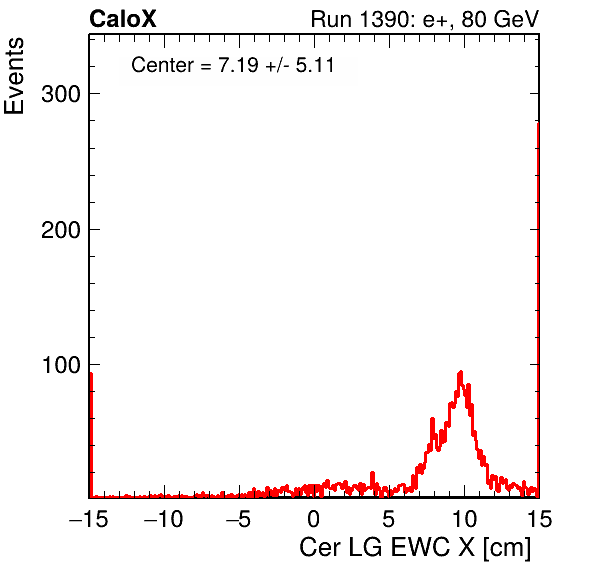 CaloX
Run 1390: e+, 80 GeV
Events
Center = 7.19 +/- 5.11
300
200
100
−15 −10 −5 0 5 10 15
Cer LG EWC X [cm]